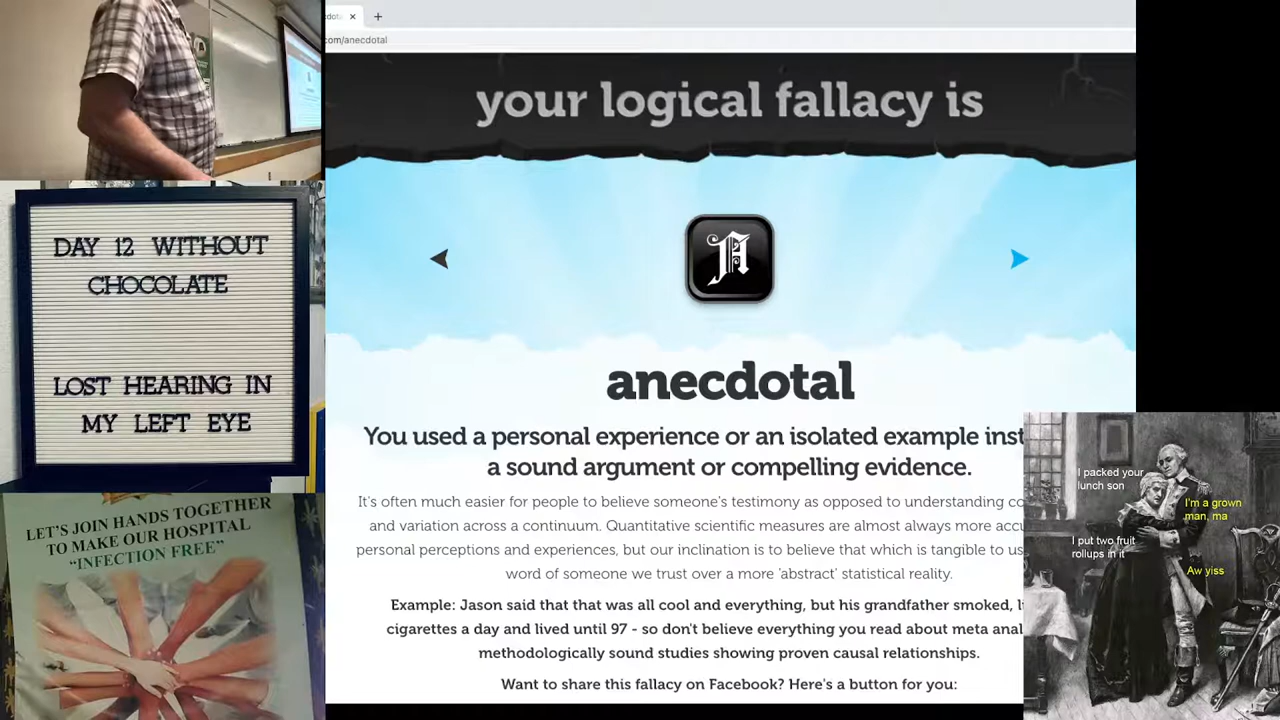 com/anecdotal
your logical fallacy is
anecdotal
You used a personal experience or an isolated example inst
a sound argument or compelling evidence.
It's often much easier for people to believe someone's testimony as opposed to understanding co
and variation across a continuum. Quantitative scientific measures are almost always more accu
personal perceptions and experiences, but our inclination is to believe that which is tangible to us,
word of someone we trust over a more 'abstract' statistical reality.
Example: Jason said that that was all cool and everything, but his grandfather smoked, l
cigarettes a day and lived until 97 - so don't believe everything you read about meta anal
methodologically sound studies showing proven causal relationships.
Want to share this fallacy on Facebook? Here's a button for you:
DAY 12 WITHOUT
CHOCOLATE
LOST HEARING IN
MY LEFT EYE
LET'S JOIN HANDS TOGETHER
TO MAKE OUR HOSPITAL
"INFECTION FREE"
I packed your
lunch son
I'm a grown
man, ma
I put two fruit
rollups in it
Aw yiss